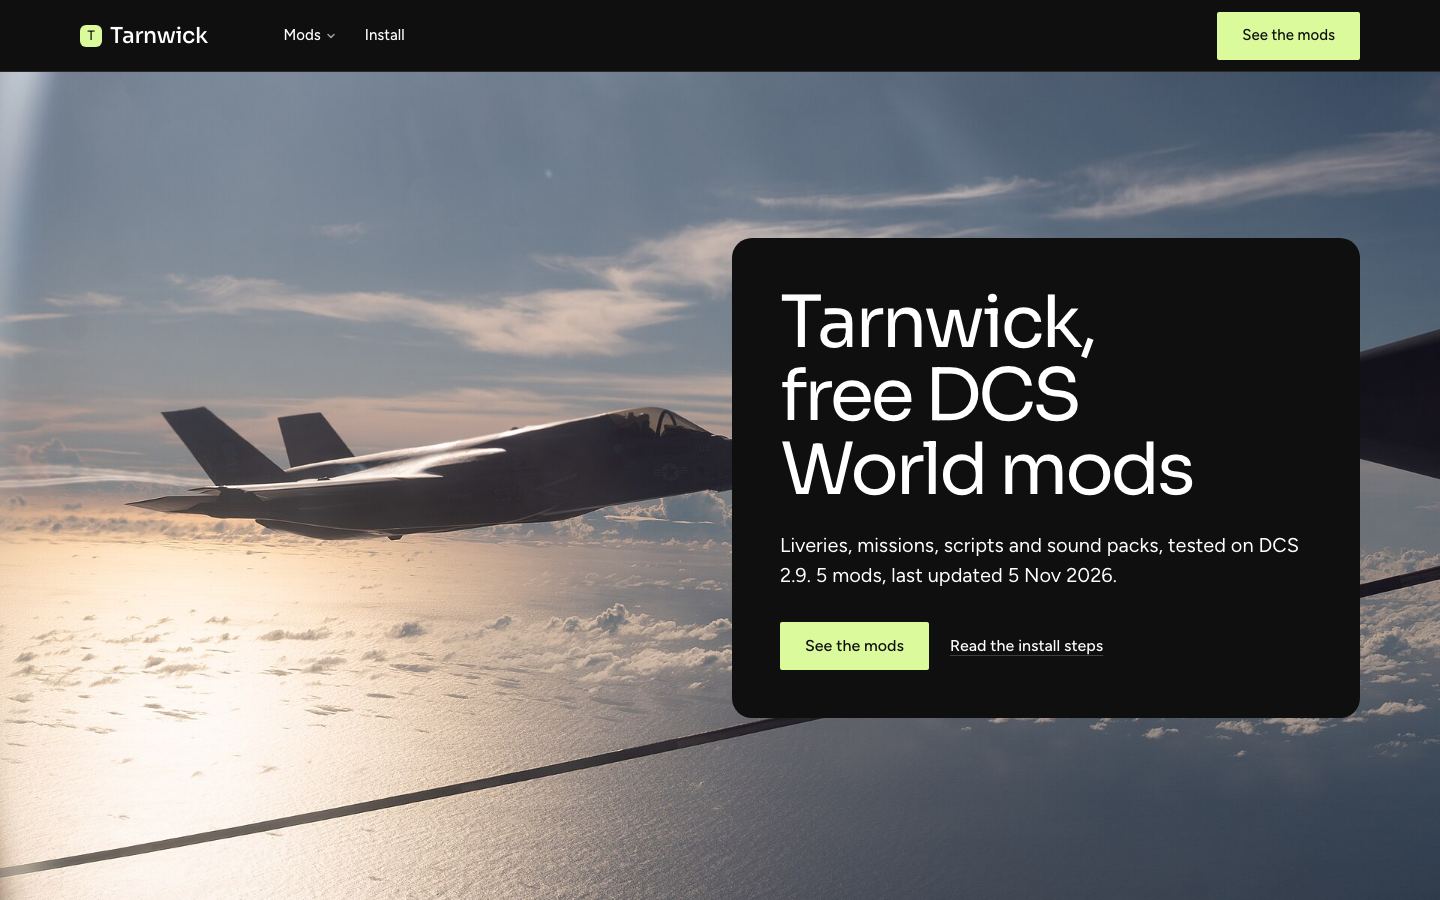 T Tarnwick
Mods
Install
See the mods
Tarnwick,
free DCS
World mods
Liveries, missions, scripts and sound packs, tested on DCS
2.9. 5 mods, last updated 5 Nov 2026.
See the mods
Read the install steps